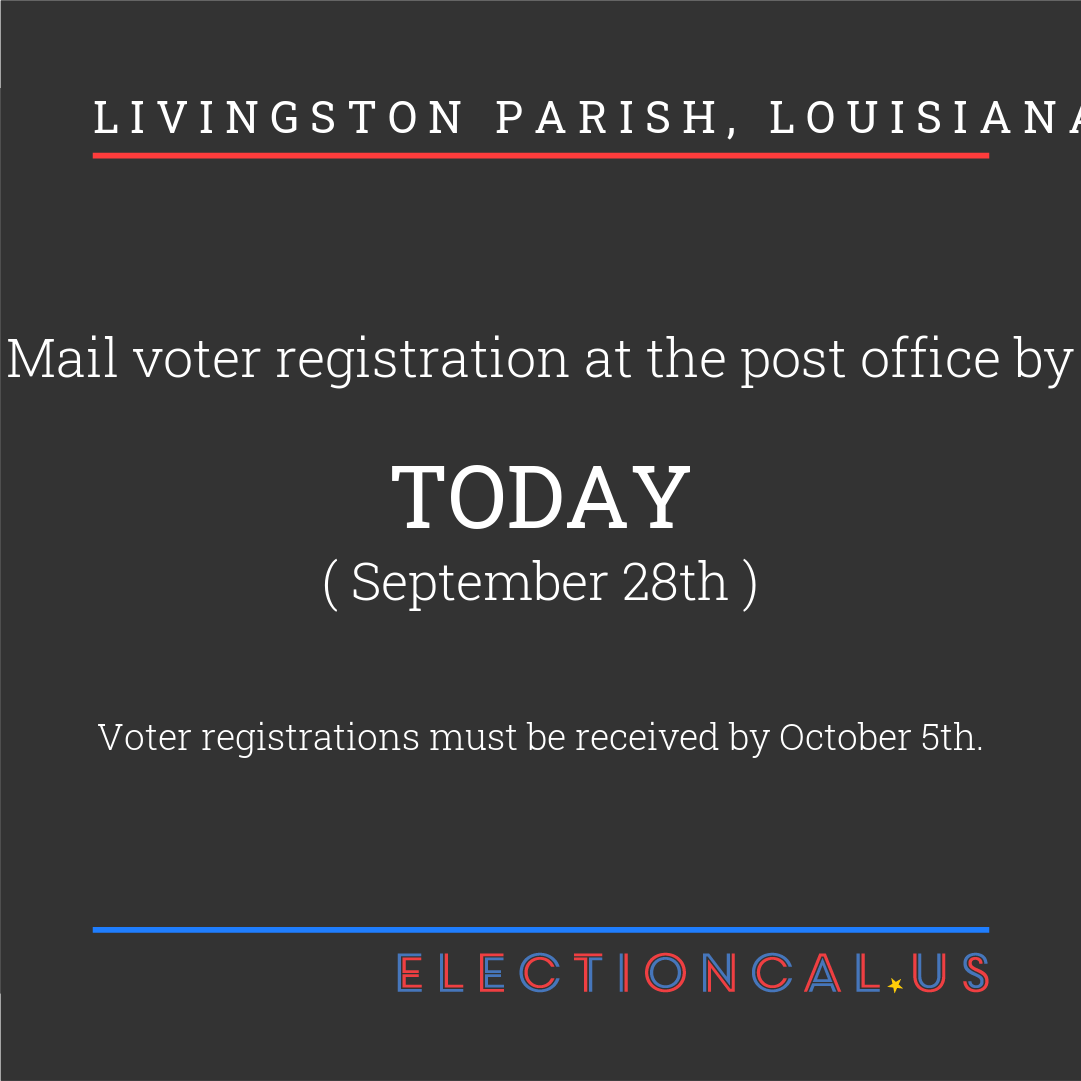 LIVINGSTON PARISH, LOUISIANA
Mail voter registration at the post office by
TODAY
( September 28th )
Voter registrations must be received by October 5th.
ELECTIONCAL.US